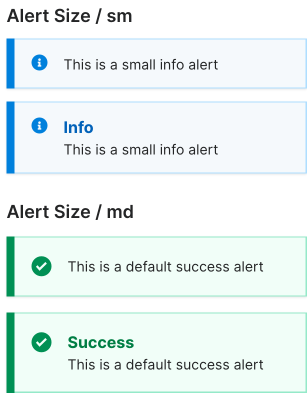 Alert Size / sm
This is a small info alert
Info
This is a small info alert
Alert Size / md
This is a default success alert
Success
This is a default success alert